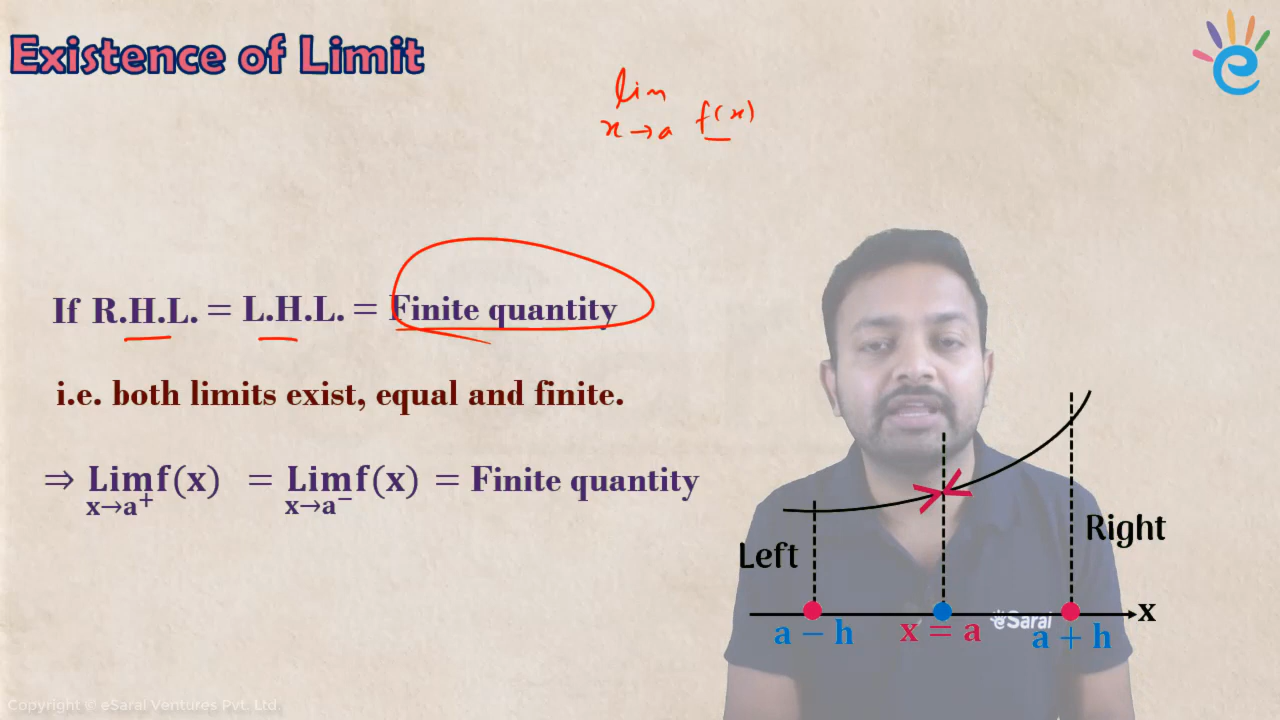 Existence of Limit
lim
x→a f(x)
If R.H.L. = L.H.L. = Finite quantity
i.e. both limits exist, equal and finite.
⇒ Lim f(x) = Lim f(x) = Finite quantity
x→a⁺ x→a⁻
Left
Right
x
a – h
x = a
a + h
eSaral
Copyright © eSaral Ventures Pvt. Ltd.